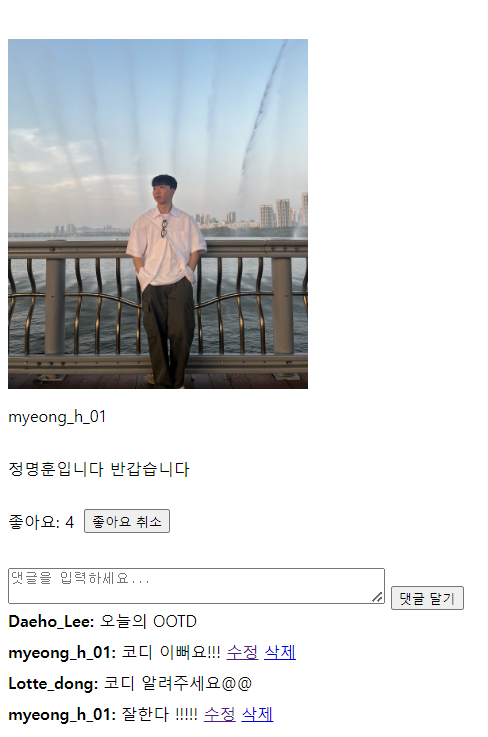 myeong_h_01
정명훈입니다 반갑습니다
좋아요: 4 좋아요 취소
댓글을 입력하세요...
댓글 달기
Daeho_Lee: 오늘의 OOTD
myeong_h_01: 코디 이뻐요!!! 수정 삭제
Lotte_dong: 코디 알려주세요@@
myeong_h_01: 잘한다 !!!!! 수정 삭제